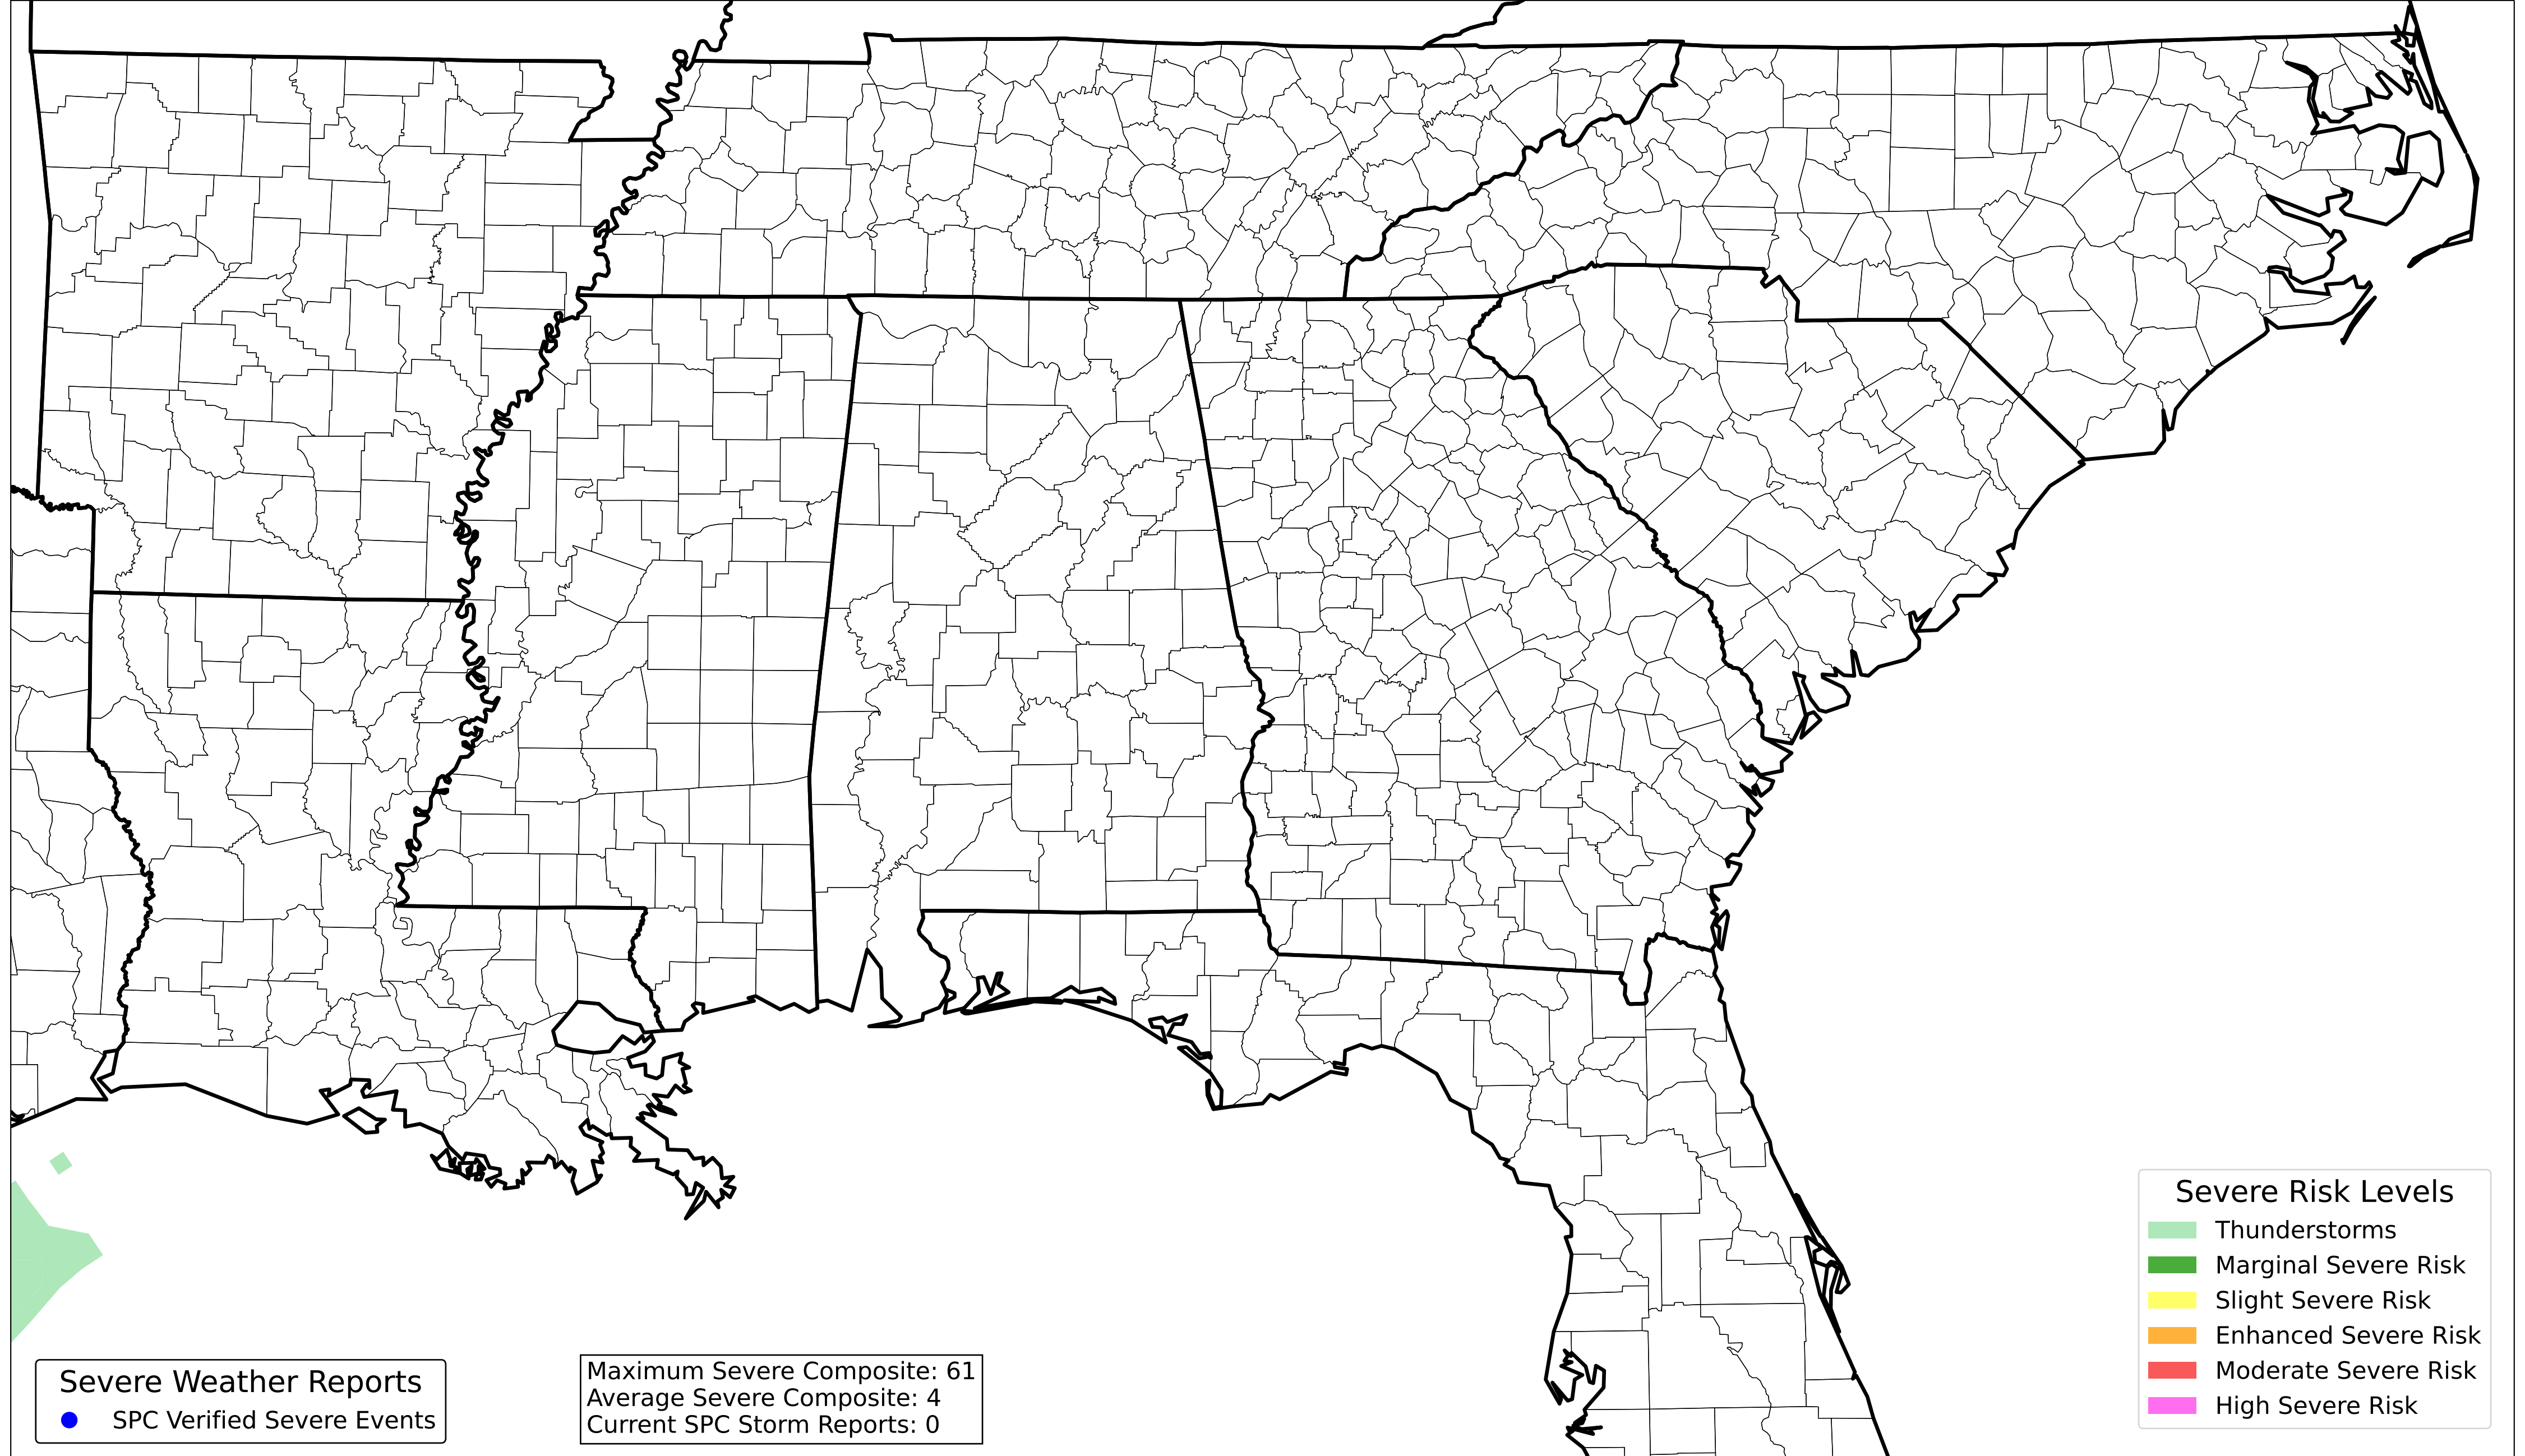 Severe Weather Reports
SPC Verified Severe Events
Maximum Severe Composite: 61
Average Severe Composite: 4
Current SPC Storm Reports: 0
Severe Risk Levels
Thunderstorms
Marginal Severe Risk
Slight Severe Risk
Enhanced Severe Risk
Moderate Severe Risk
High Severe Risk